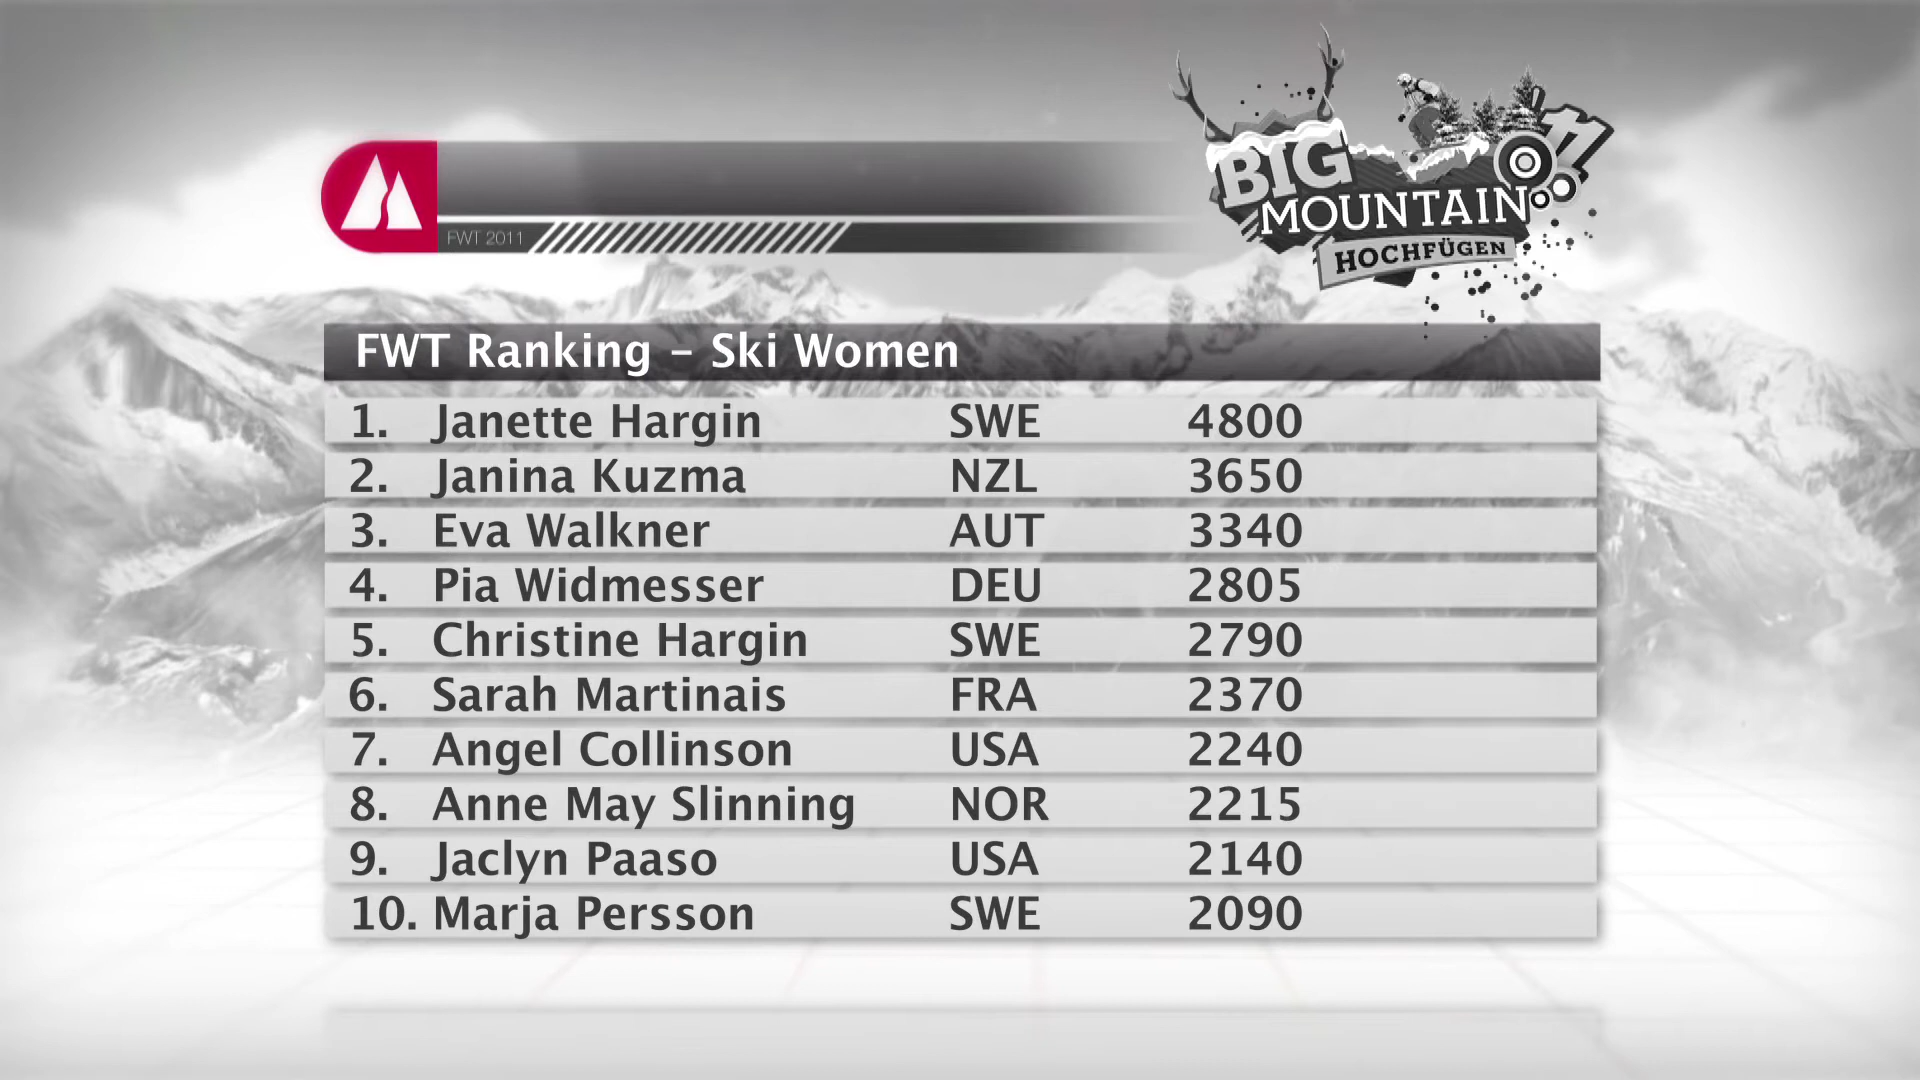 BIG
'11
MOUNTAIN
HOCHFÜGEN
FWT 2011
FWT Ranking – Ski Women
1. Janette Hargin SWE 4800
2. Janina Kuzma NZL 3650
3. Eva Walkner AUT 3340
4. Pia Widmesser DEU 2805
5. Christine Hargin SWE 2790
6. Sarah Martinais FRA 2370
7. Angel Collinson USA 2240
8. Anne May Slinning NOR 2215
9. Jaclyn Paaso USA 2140
10. Marja Persson SWE 2090